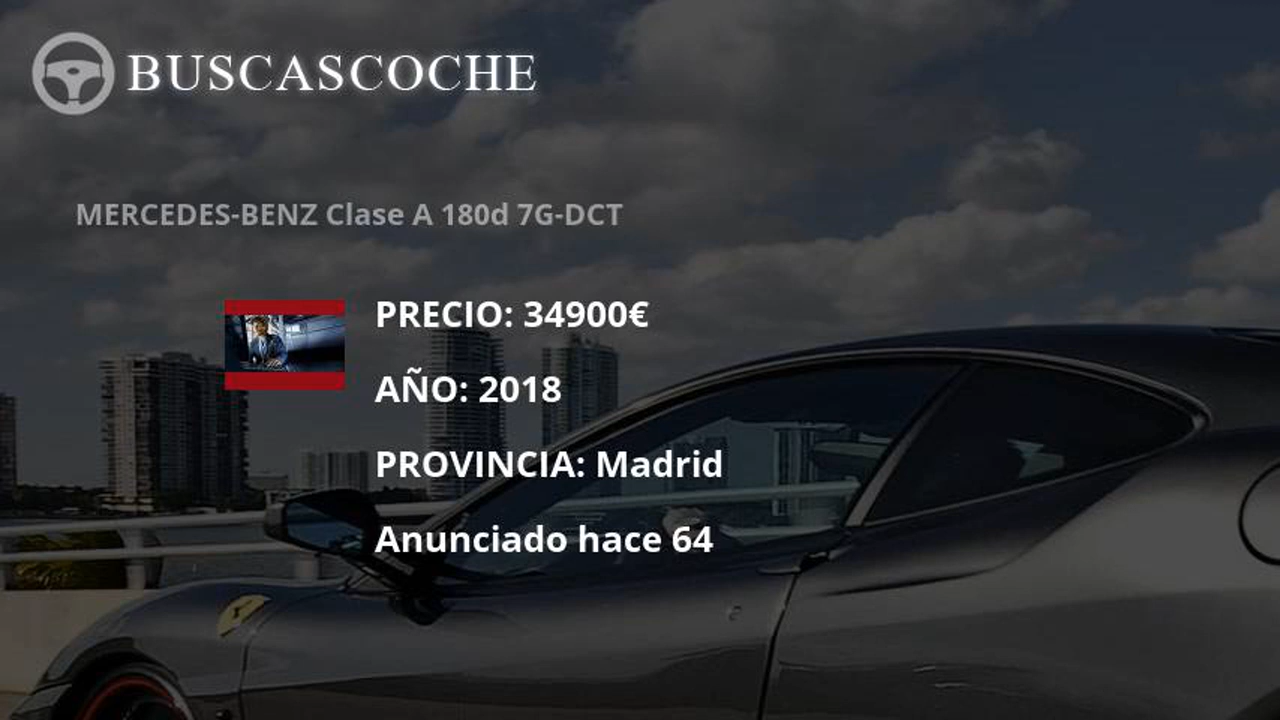 BUSCASCOCHE
MERCEDES-BENZ Clase A 180d 7G-DCT
PRECIO: 34900€
AÑO: 2018
PROVINCIA: Madrid
Anunciado hace 64